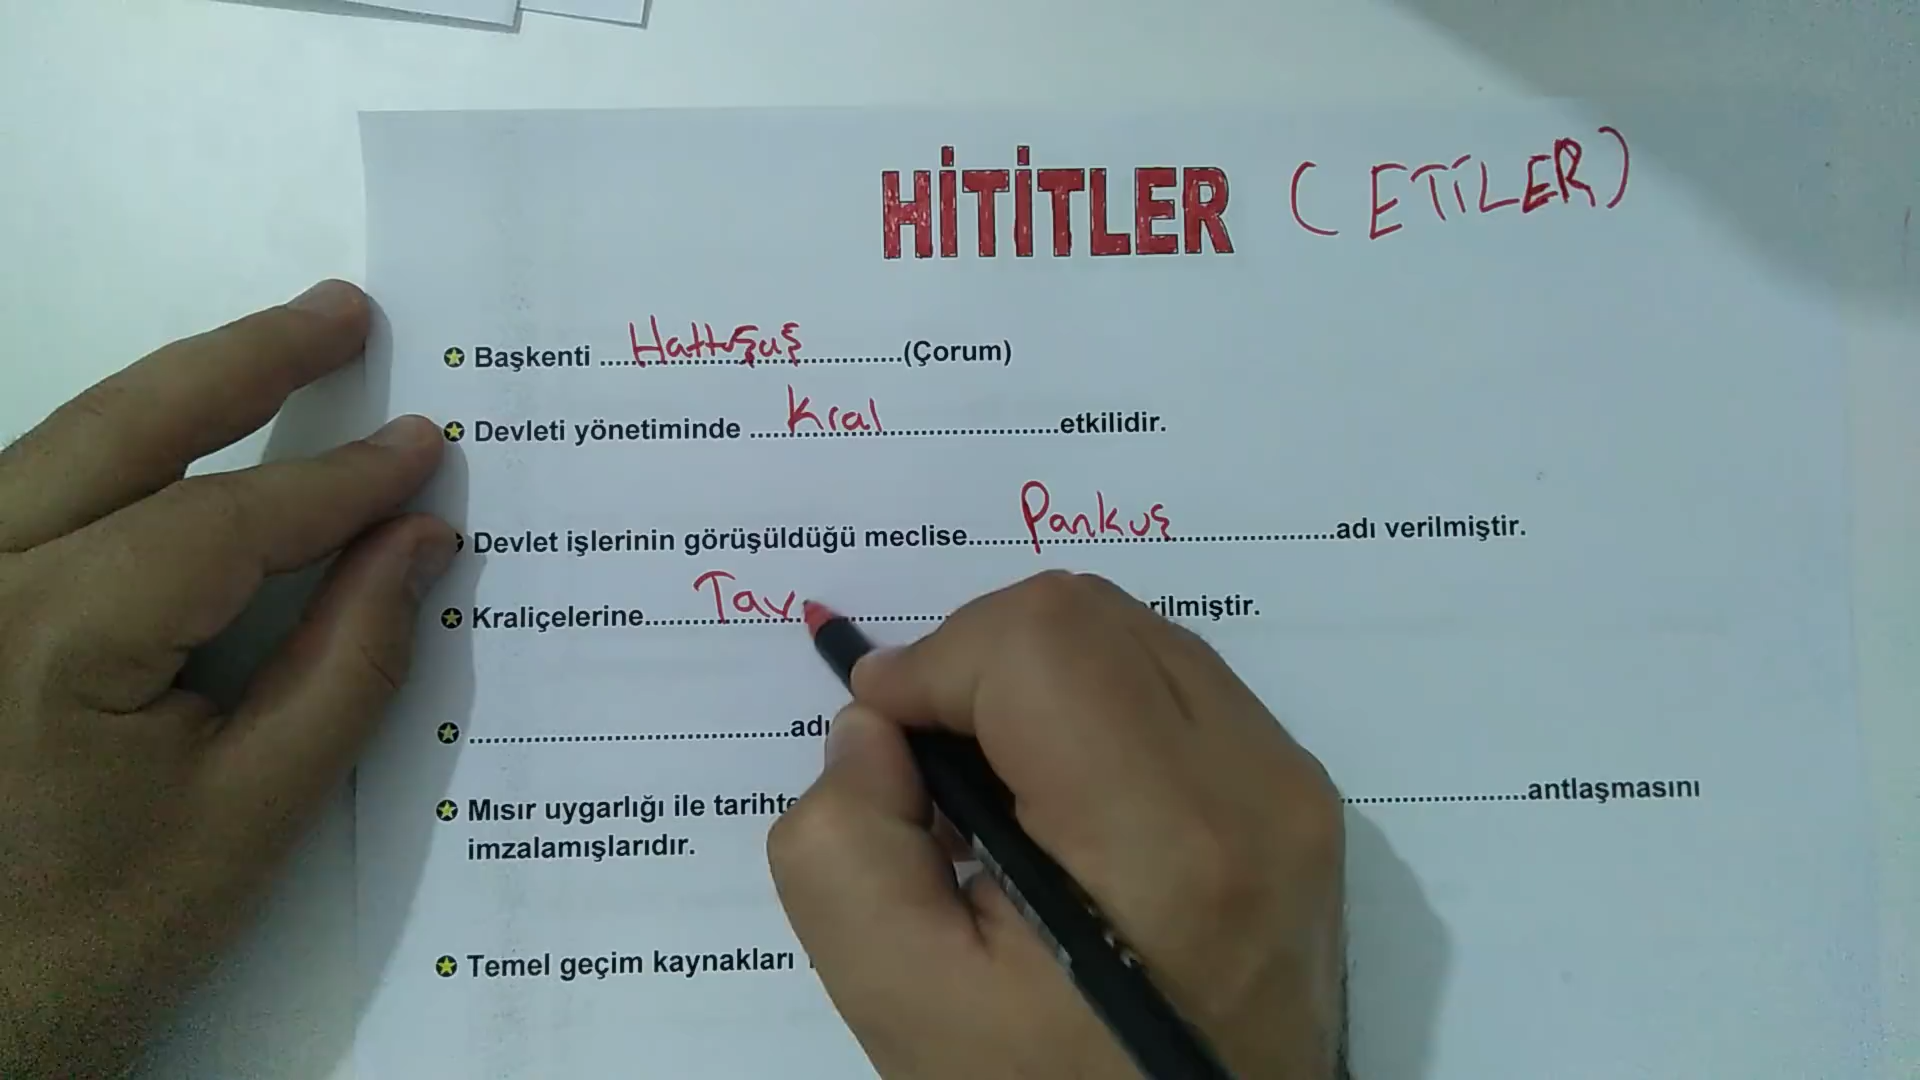 HİTİTLER (ETİLER)
Başkenti ...Hattuşuş...(Çorum)
Devleti yönetiminde ...Kral...etkilidir.
Devlet işlerinin görüşüldüğü meclise...Pankuş...adı verilmiştir.
Kraliçelerine...Tav...rilmiştir.
...adı
Mısır uygarlığı ile tarihte ...antlaşmasını
imzalamışlarıdır.
Temel geçim kaynakları